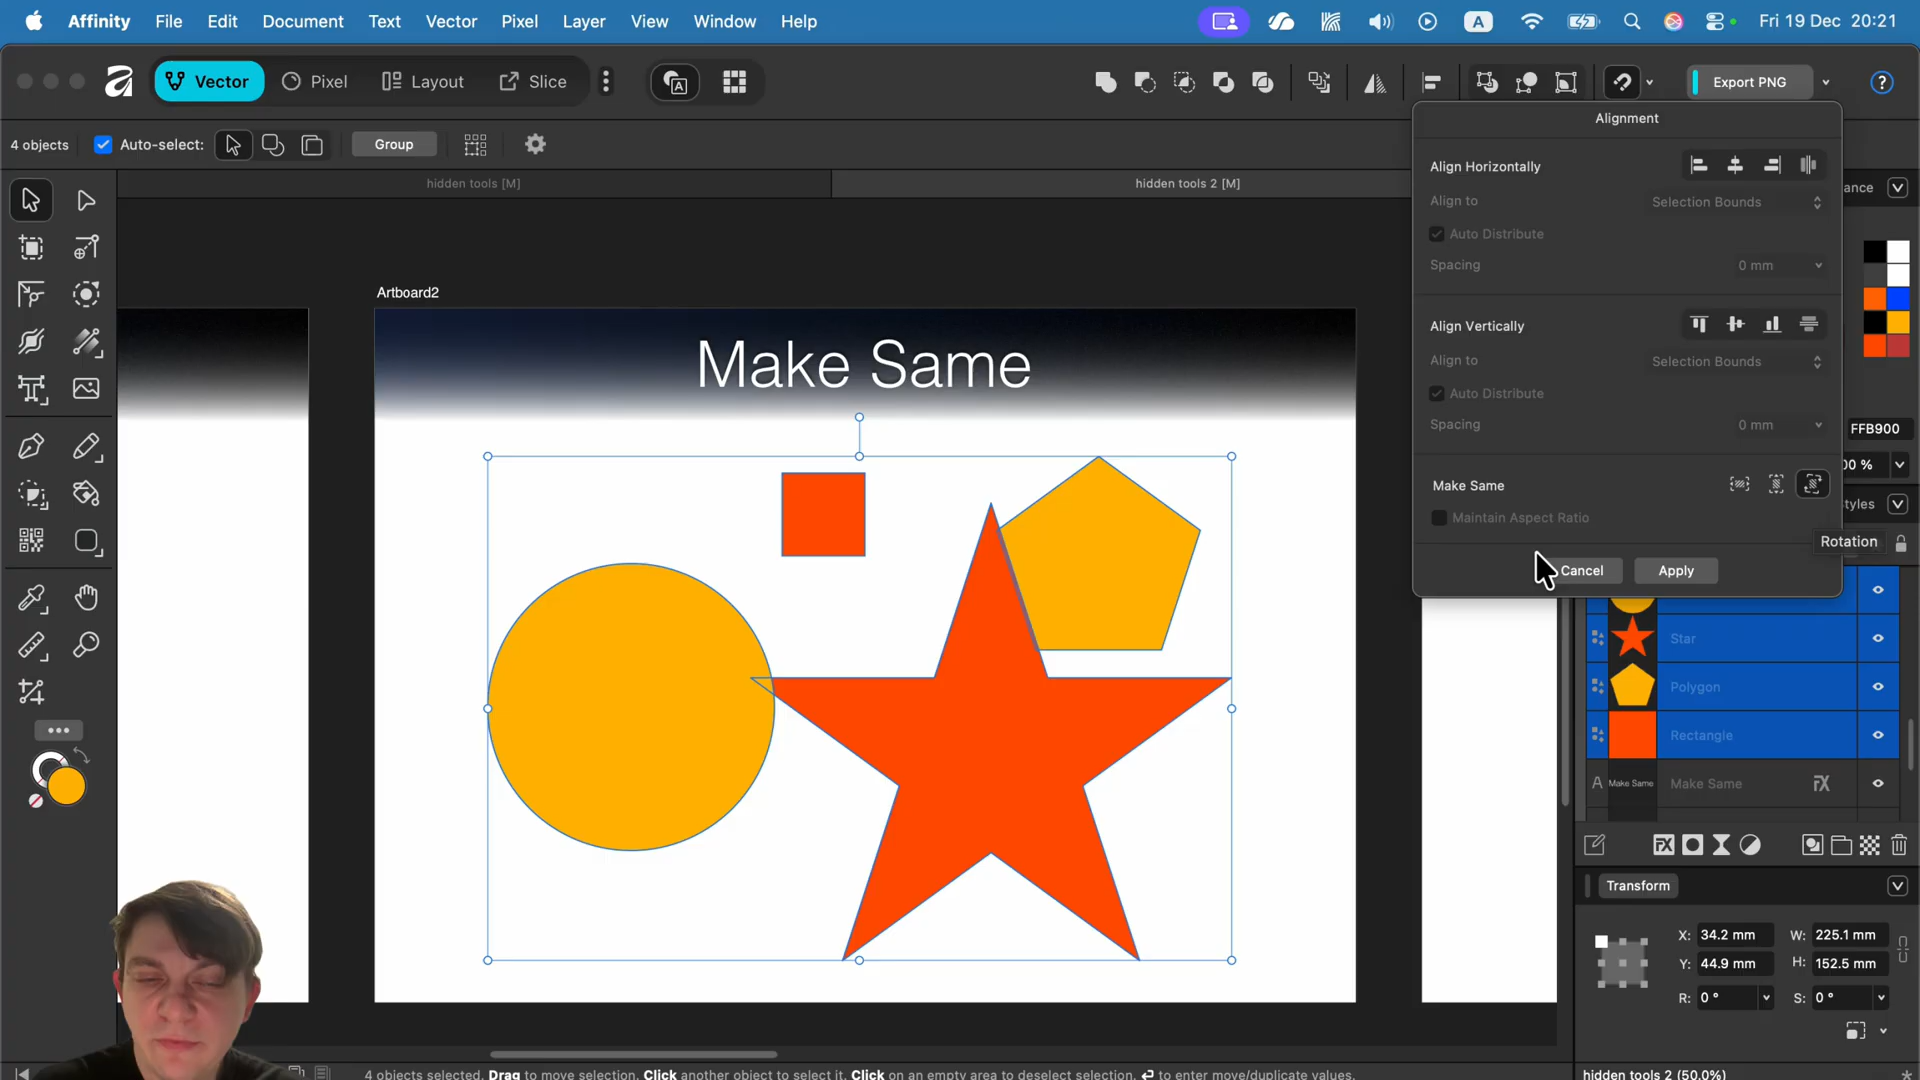 Affinity File Edit Document Text Vector Pixel Layer View Window Help A Fri 19 Dec 20:21
Vector Pixel Layout Slice A Export PNG ?
Alignment
4 objects Auto-select: Group
hidden tools [M] hidden tools 2 [M]
Align Horizontally
Align to Selection Bounds
Auto Distribute
Spacing 0 mm
Align Vertically
Align to Selection Bounds
Auto Distribute
Spacing 0 mm
Make Same
Maintain Aspect Ratio
Rotation
Cancel Apply
ance
FFB900
00 %
tyles
Artboard2
Make Same
Star
Polygon
Rectangle
A Make Same Make Same FX
FX
Transform
X: 34.2 mm W: 225.1 mm
Y: 44.9 mm H: 152.5 mm
R: 0 ° S: 0 °
4 objects selected. Drag to move selection. Click another object to select it. Click on an empty area to deselect selection. ↵ to enter move/duplicate values.
hidden tools 2 (50.0%)